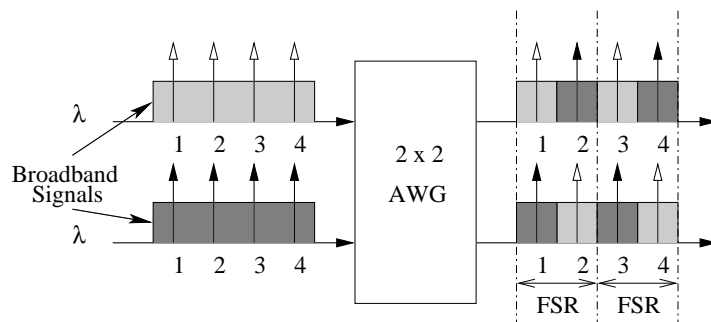 λ
1 2 3 4
Broadband
Signals
λ
1 2 3 4
2 x 2
AWG
1 2 3 4
1 2 3 4
FSR FSR